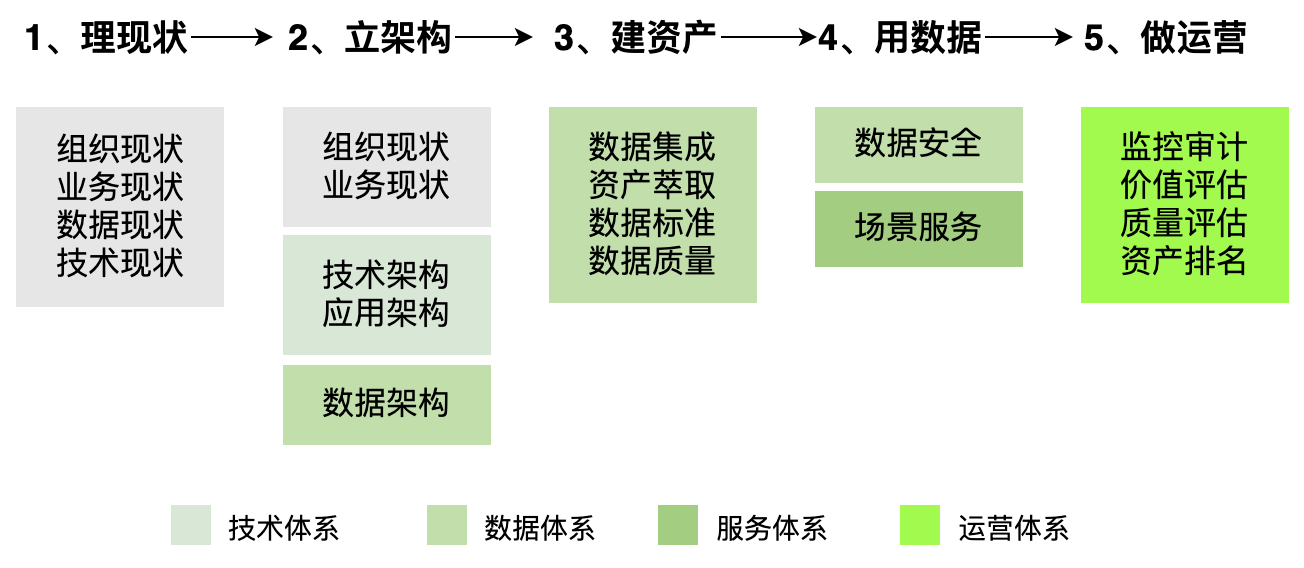 1、理现状
2、立架构
3、建资产
4、用数据
5、做运营
组织现状
业务现状
数据现状
技术现状
组织现状
业务现状
技术架构
应用架构
数据架构
数据集成
资产萃取
数据标准
数据质量
数据安全
场景服务
监控审计
价值评估
质量评估
资产排名
技术体系
数据体系
服务体系
运营体系